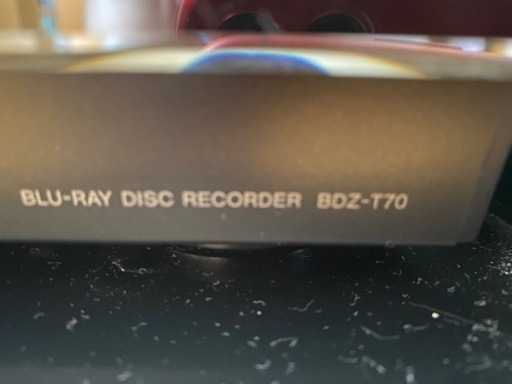 BLU-RAY DISC RECORDER BDZ-T70